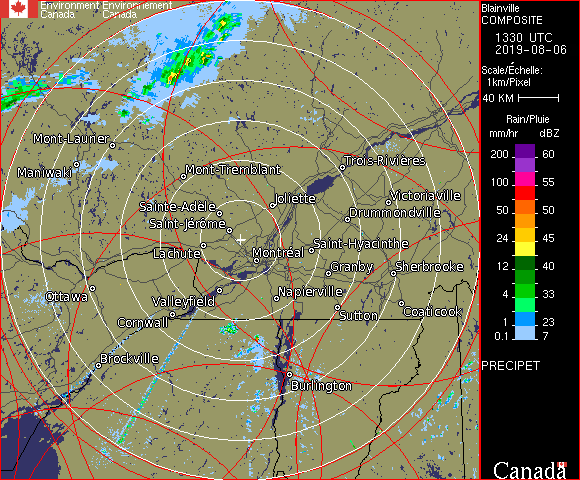 Environment Environnement
Canada Canada
Blainville
COMPOSITE
1330 UTC
2019-08-06
Scale/Échelle:
1km/Pixel
40 KM
Rain/Pluie
mm/hr dBZ
200 60
150 57
100 55
50 50
24 45
12 40
4 33
1 23
0.1 7
PRECIPET
Canada
Mont-Laurier
Maniwaki
Mont-Tremblant
Trois-Rivières
Sainte-Adèle
Joliette
Victoriaville
Saint-Jérôme
Drummondville
Lachute
Montréal
Saint-Hyacinthe
Granby
Sherbrooke
Ottawa
Valleyfield
Napierville
Cornwall
Sutton
Coaticook
Brockville
Burlington